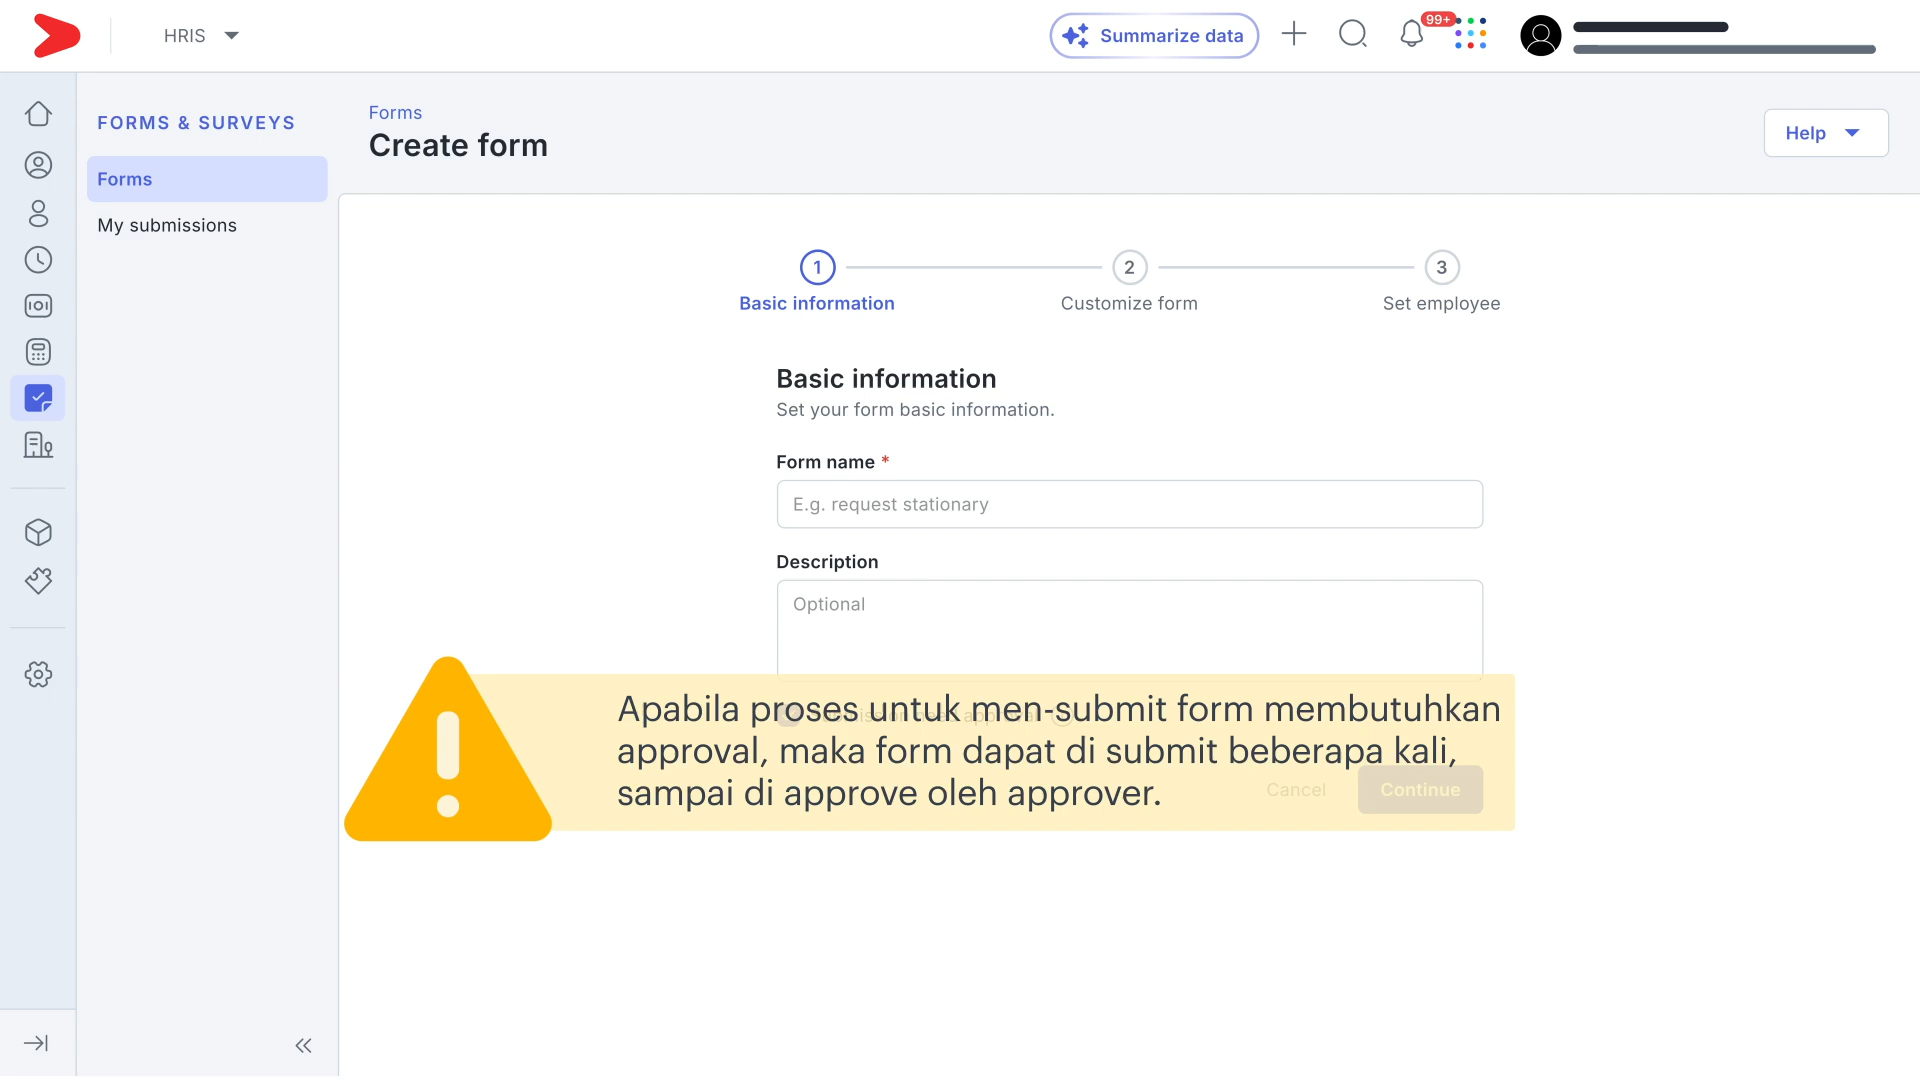 HRIS
Summarize data
99+
FORMS & SURVEYS
Forms
My submissions
Forms
Create form
Help
1
2
3
Basic information
Customize form
Set employee
Basic information
Set your form basic information.
Form name *
E.g. request stationary
Description
Optional
Apabila proses untuk men-submit form membutuhkan
approval, maka form dapat di submit beberapa kali,
sampai di approve oleh approver.
Cancel
Continue